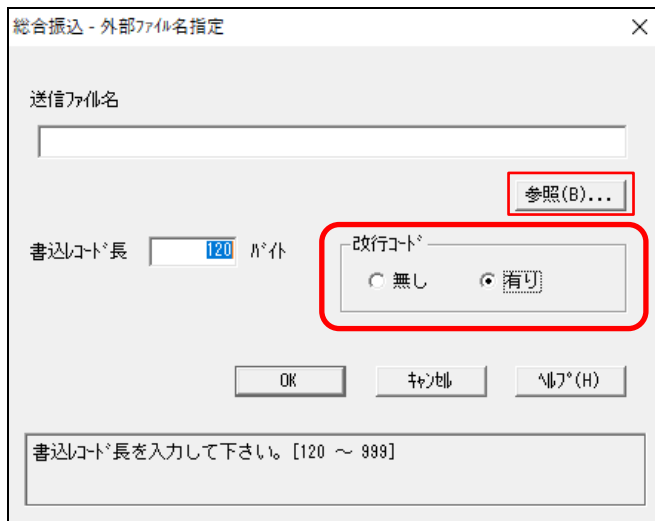 総合振込 - 外部ﾌｧｲﾙ名指定
送信ﾌｧｲﾙ名
参照(B)...
書込ﾚｺｰﾄﾞ長 120 ﾊﾞｲﾄ
改行ｺｰﾄﾞ
無し 有り
OK ｷｬﾝｾﾙ ﾍﾙﾌﾟ(H)
書込ﾚｺｰﾄﾞ長を入力して下さい。[120 ～ 999]